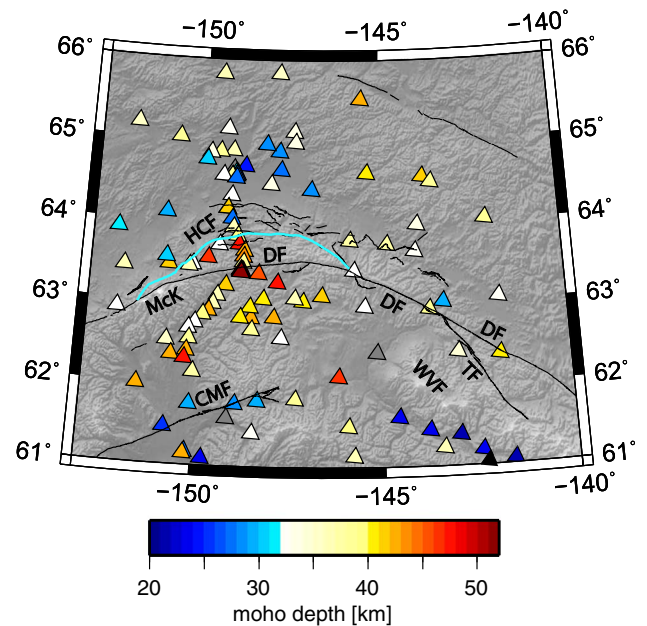 −150˚ −145˚ −140˚
66˚ 66˚
65˚ 65˚
64˚ 64˚
HCF
DF
63˚ McK DF 63˚
DF
62˚ WVF TF 62˚
CMF
61˚ 61˚
−150˚ −145˚ −140˚
20 30 40 50
moho depth [km]